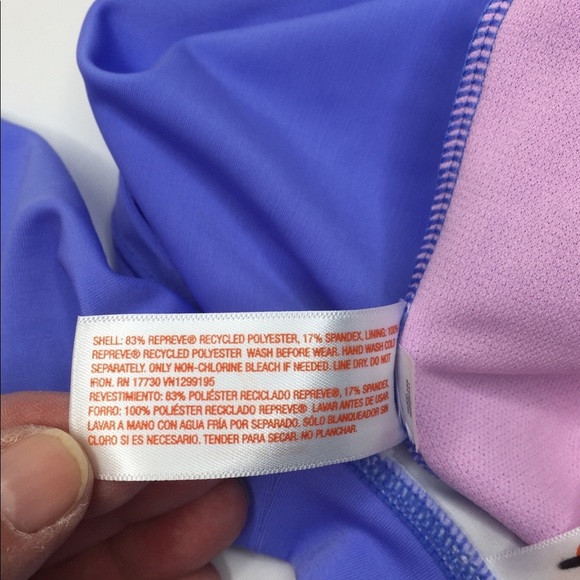 SHELL: 83% REPREVE® RECYCLED POLYESTER, 17% SPANDEX, LINING: 100%
REPREVE® RECYCLED POLYESTER WASH BEFORE WEAR. HAND WASH COLD
SEPARATELY. ONLY NON-CHLORINE BLEACH IF NEEDED. LINE DRY. DO NOT
IRON. RN 17730 VN1299195
REVESTIMIENTO: 83% POLIÉSTER RECICLADO REPREVE®, 17% SPANDEX,
FORRO: 100% POLIÉSTER RECICLADO REPREVE® LAVAR ANTES DE USAR.
LAVAR A MANO CON AGUA FRÍA POR SEPARADO. SÓLO BLANQUEADOR SIN
CLORO SI ES NECESARIO. TENDER PARA SECAR. NO PLANCHAR.